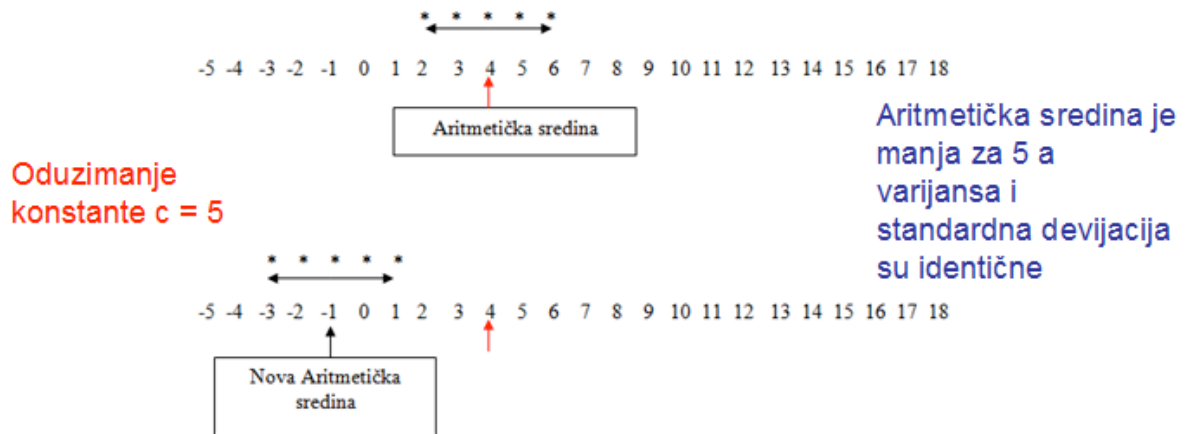 * * * * *
-5 -4 -3 -2 -1 0 1 2 3 4 5 6 7 8 9 10 11 12 13 14 15 16 17 18
Aritmetička sredina
Aritmetička sredina je
manja za 5 a
varijansa i
standardna devijacija
su identične
Oduzimanje
konstante c = 5
* * * * *
-5 -4 -3 -2 -1 0 1 2 3 4 5 6 7 8 9 10 11 12 13 14 15 16 17 18
Nova Aritmetička
sredina